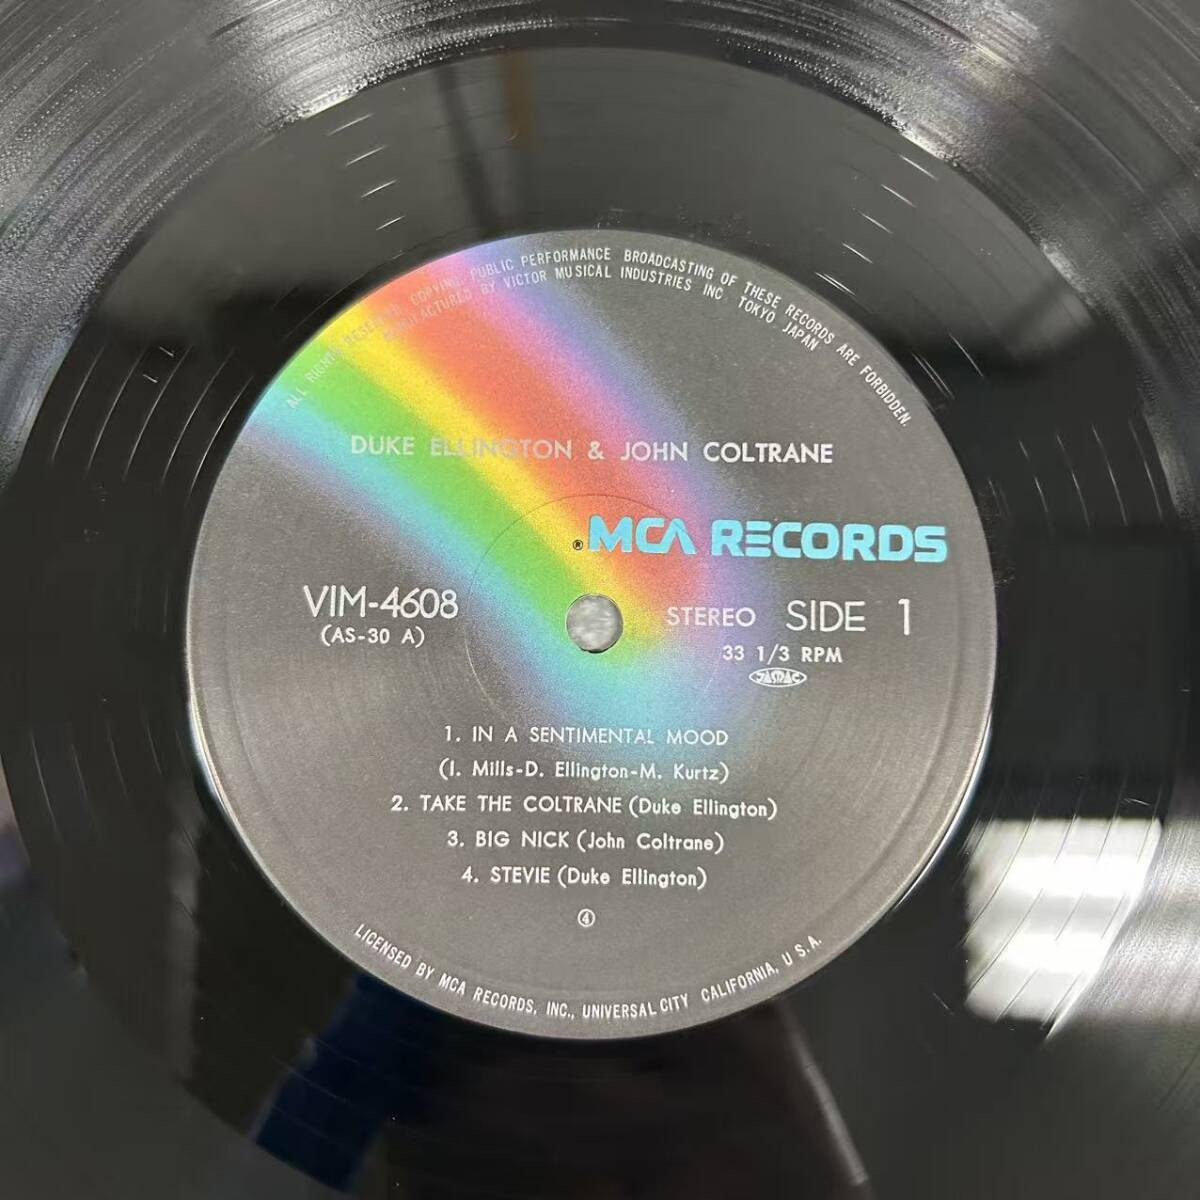 ALL RIGHTS RESERVED. COPYING, PUBLIC PERFORMANCE BROADCASTING OF THESE RECORDS ARE FORBIDDEN.
MANUFACTURED BY VICTOR MUSICAL INDUSTRIES INC TOKYO JAPAN
DUKE ELLINGTON & JOHN COLTRANE
® MCA RECORDS
VIM-4608
(AS-30 A)
STEREO SIDE 1
33 1/3 RPM
JASRAC
1. IN A SENTIMENTAL MOOD
(I. Mills-D. Ellington-M. Kurtz)
2. TAKE THE COLTRANE (Duke Ellington)
3. BIG NICK (John Coltrane)
4. STEVIE (Duke Ellington)
④
LICENSED BY MCA RECORDS, INC., UNIVERSAL CITY CALIFORNIA, U.S.A.